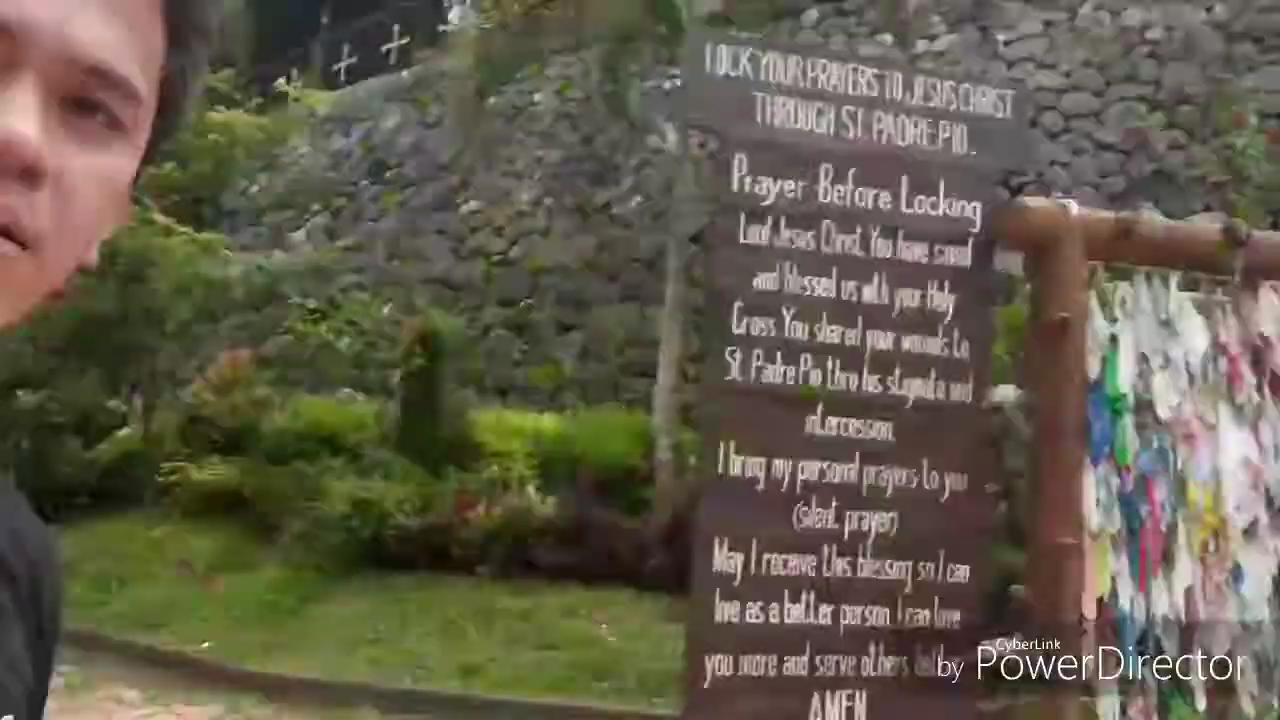 LOCK YOUR PRAYERS TO JESUS CHRIST
THROUGH ST. PADRE PIO.
Prayer Before Locking
Lord Jesus Christ, You have saved
and blessed us with your Holy
Cross You shared your wounds to
St. Padre Pio thru his stigmata and
intercession.
I bring my personal prayers to you
(silent prayer)
May I receive this blessing so I can
live as a better person I can love
you more and serve others
AMEN
CyberLink
by PowerDirector